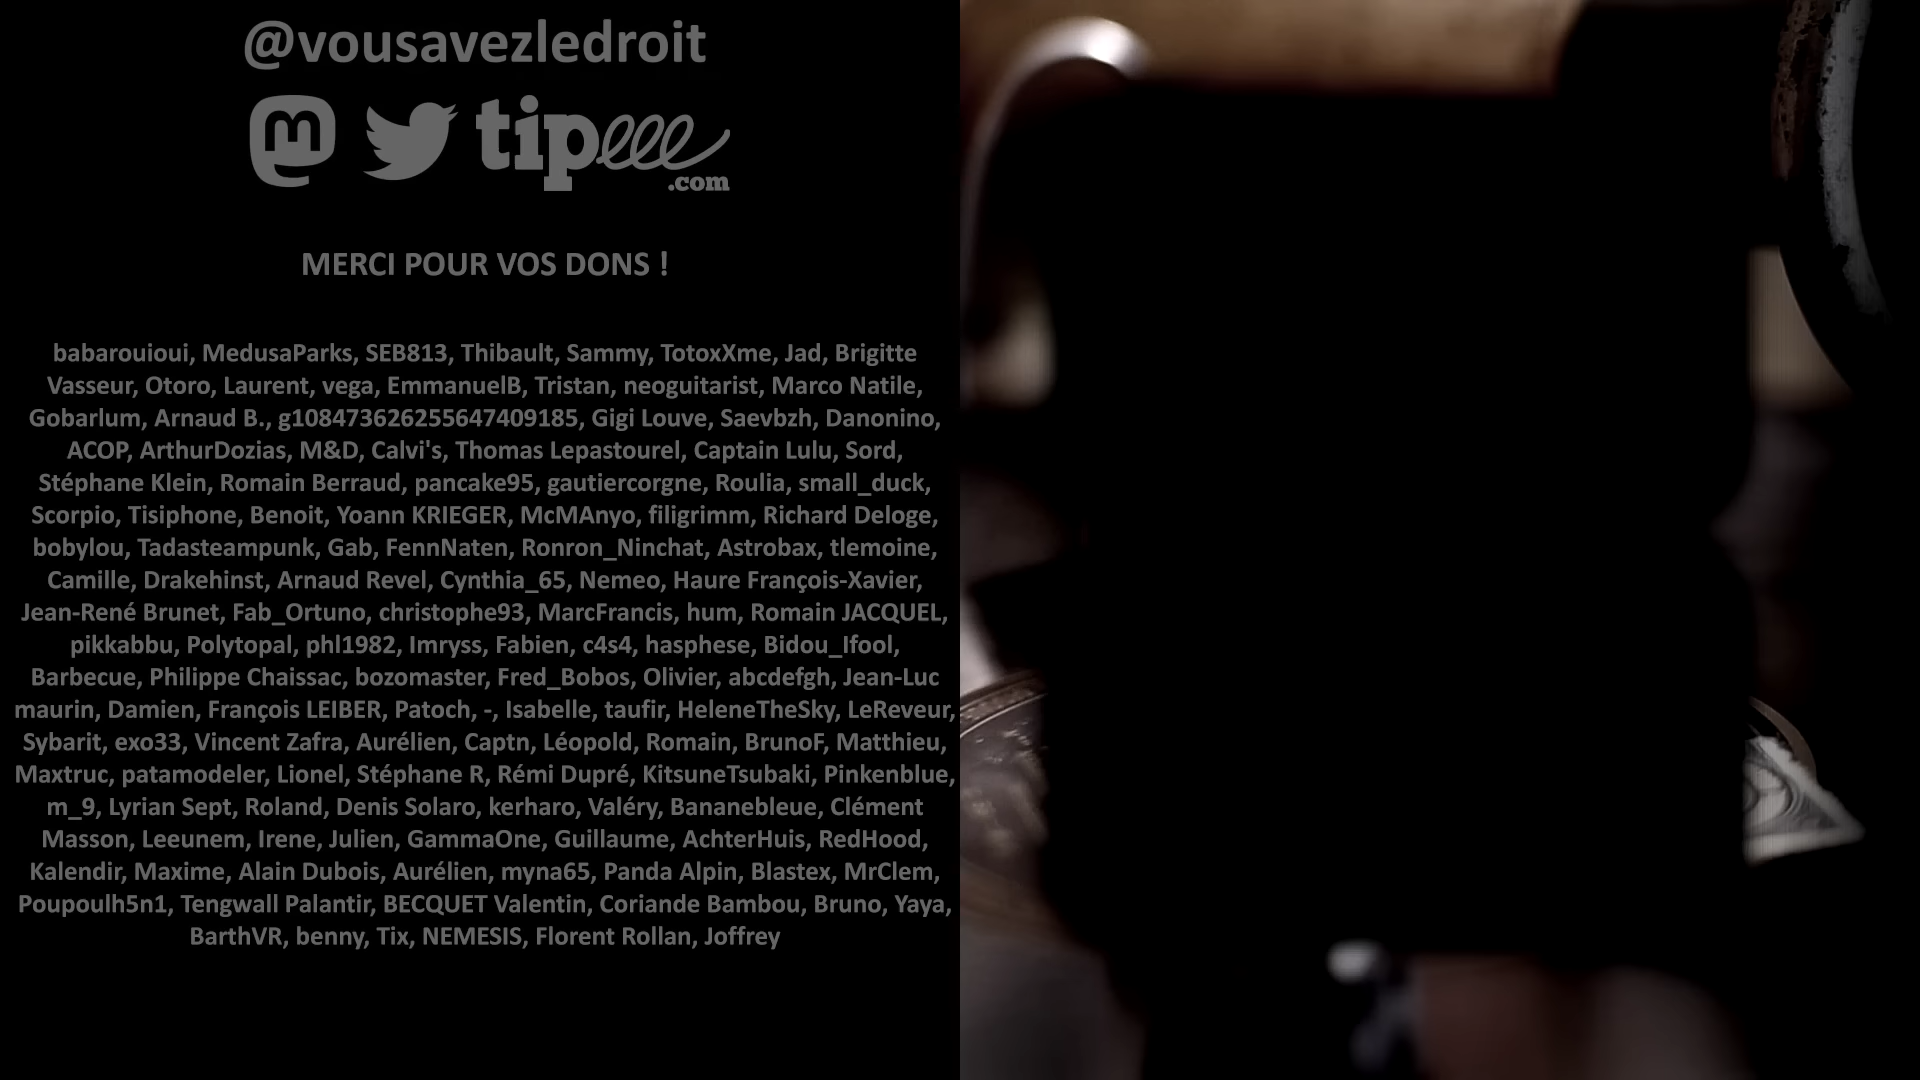 @vousavezledroit
tipeee
.com
MERCI POUR VOS DONS !
babarouioui, MedusaParks, SEB813, Thibault, Sammy, TotoxXme, Jad, Brigitte
Vasseur, Otoro, Laurent, vega, EmmanuelB, Tristan, neoguitarist, Marco Natile,
Gobarlum, Arnaud B., g108473626255647409185, Gigi Louve, Saevbzh, Danonino,
ACOP, ArthurDozias, M&D, Calvi's, Thomas Lepastourel, Captain Lulu, Sord,
Stéphane Klein, Romain Berraud, pancake95, gautiercorgne, Roulia, small_duck,
Scorpio, Tisiphone, Benoit, Yoann KRIEGER, McMAnyo, filigrimm, Richard Deloge,
bobylou, Tadasteampunk, Gab, FennNaten, Ronron_Ninchat, Astrobax, tlemoine,
Camille, Drakehinst, Arnaud Revel, Cynthia_65, Nemeo, Haure François-Xavier,
Jean-René Brunet, Fab_Ortuno, christophe93, MarcFrancis, hum, Romain JACQUEL,
pikkabbu, Polytopal, phl1982, Imryss, Fabien, c4s4, hasphese, Bidou_Ifool,
Barbecue, Philippe Chaissac, bozomaster, Fred_Bobos, Olivier, abcdefgh, Jean-Luc
maurin, Damien, François LEIBER, Patoch, -, Isabelle, taufir, HeleneTheSky, LeReveur,
Sybarit, exo33, Vincent Zafra, Aurélien, Captn, Léopold, Romain, BrunoF, Matthieu,
Maxtruc, patamodeler, Lionel, Stéphane R, Rémi Dupré, KitsuneTsubaki, Pinkenblue,
m_9, Lyrian Sept, Roland, Denis Solaro, kerharo, Valéry, Bananebleue, Clément
Masson, Leeunem, Irene, Julien, GammaOne, Guillaume, AchterHuis, RedHood,
Kalendir, Maxime, Alain Dubois, Aurélien, myna65, Panda Alpin, Blastex, MrClem,
Poupoulh5n1, Tengwall Palantir, BECQUET Valentin, Coriande Bambou, Bruno, Yaya,
BarthVR, benny, Tix, NEMESIS, Florent Rollan, Joffrey